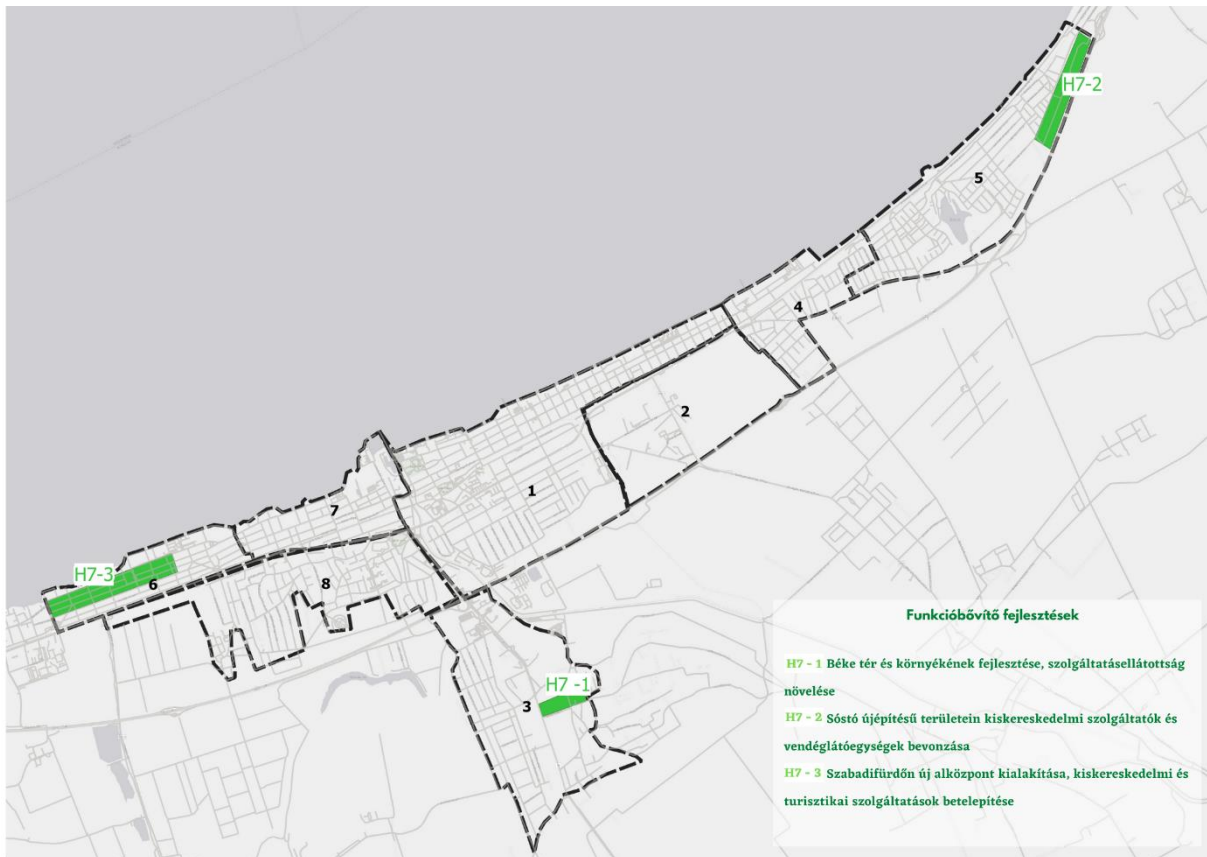 H7-2
5
4
2
1
7
H7-3
6
8
H7 -1
3
Funkcióbővítő fejlesztések
H7 - 1 Béke tér és környékének fejlesztése, szolgáltatásellátottság
növelése
H7 - 2 Sóstó újépítésű területein kiskereskedelmi szolgáltatók és
vendéglátóegységek bevonzása
H7 - 3 Szabadifürdőn új alközpont kialakítása, kiskereskedelmi és
turisztikai szolgáltatások betelepítése